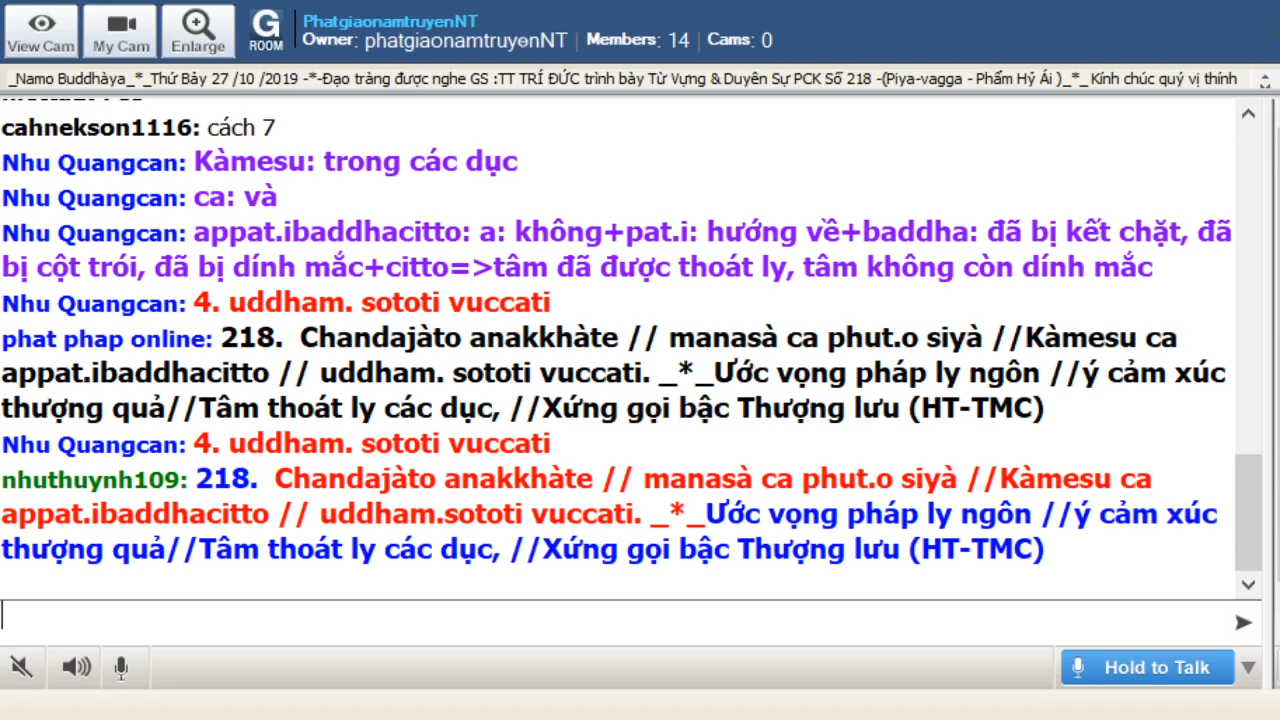 View Cam
My Cam
Enlarge
G
ROOM
PhatgiaonamtruyenNT
Owner: phatgiaonamtruyenNT | Members: 14 | Cams: 0
_Namo Buddhàya_*_Thứ Bảy 27 /10 /2019 -*-Đạo tràng được nghe GS :TT TRÍ ĐỨC trình bày Từ Vựng & Duyên Sự PCK Số 218 -(Piya-vagga - Phẩm Hỷ Ái )_*_Kính chúc quý vị thính
cahnekson1116: cách 7
Nhu Quangcan: Kàmesu: trong các dục
Nhu Quangcan: ca: và
Nhu Quangcan: appat.ibaddhacitto: a: không+pat.i: hướng về+baddha: đã bị kết chặt, đã
bị cột trói, đã bị dính mắc+citto=>tâm đã được thoát ly, tâm không còn dính mắc
Nhu Quangcan: 4. uddham. sototi vuccati
phat phap online: 218. Chandajàto anakkhàte // manasà ca phut.o siyà //Kàmesu ca
appat.ibaddhacitto // uddham. sototi vuccati. _*_Ước vọng pháp ly ngôn //ý cảm xúc
thượng quả//Tâm thoát ly các dục, //Xứng gọi bậc Thượng lưu (HT-TMC)
Nhu Quangcan: 4. uddham. sototi vuccati
nhuthuynh109: 218. Chandajàto anakkhàte // manasà ca phut.o siyà //Kàmesu ca
appat.ibaddhacitto // uddham.sototi vuccati. _*_Ước vọng pháp ly ngôn //ý cảm xúc
thượng quả//Tâm thoát ly các dục, //Xứng gọi bậc Thượng lưu (HT-TMC)
Hold to Talk